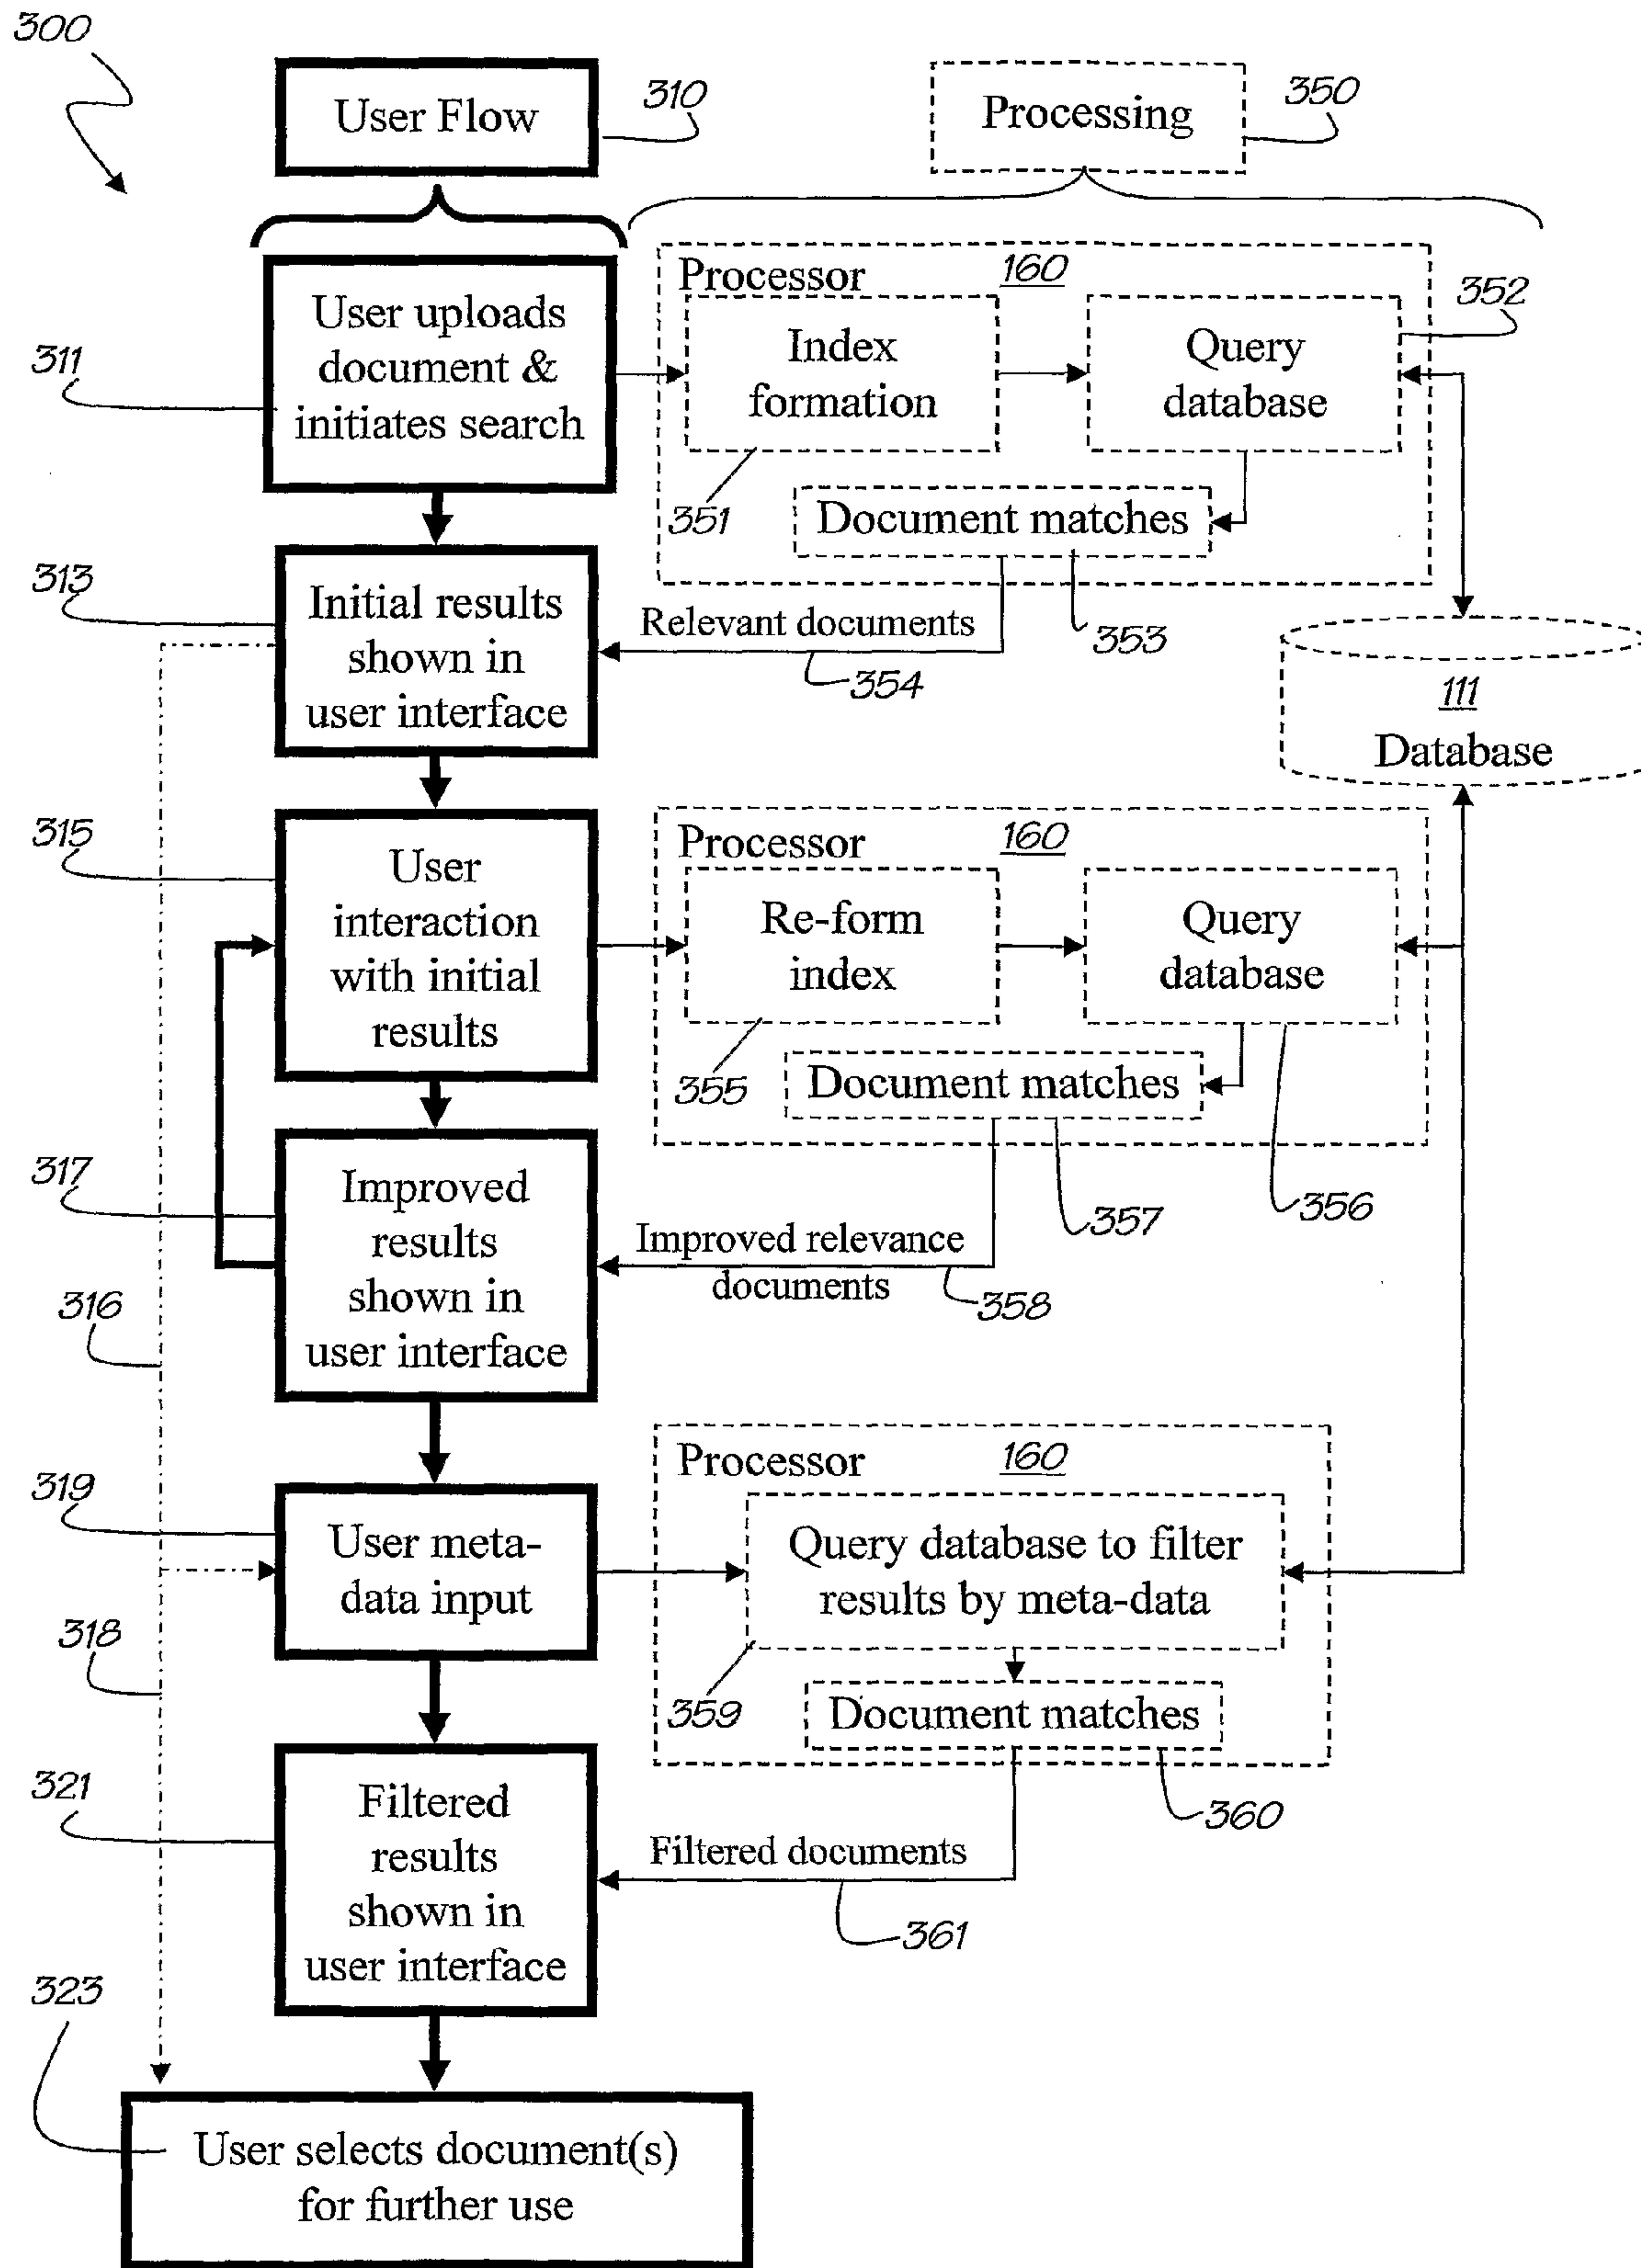 300
User Flow
310
Processing
350
Processor
160
352
User uploads
document &
initiates search
311
Index
formation
Query
database
351
Document matches
313
Initial results
shown in
user interface
Relevant documents
353
354
111
Database
315
User
interaction
with initial
results
Processor
160
Re-form
index
Query
database
355
Document matches
317
Improved
results
shown in
user interface
357
356
Improved relevance
documents
358
316
Processor
160
319
User meta-
data input
Query database to filter
results by meta-data
318
359
Document matches
321
Filtered
results
shown in
user interface
360
Filtered documents
361
323
User selects document(s)
for further use